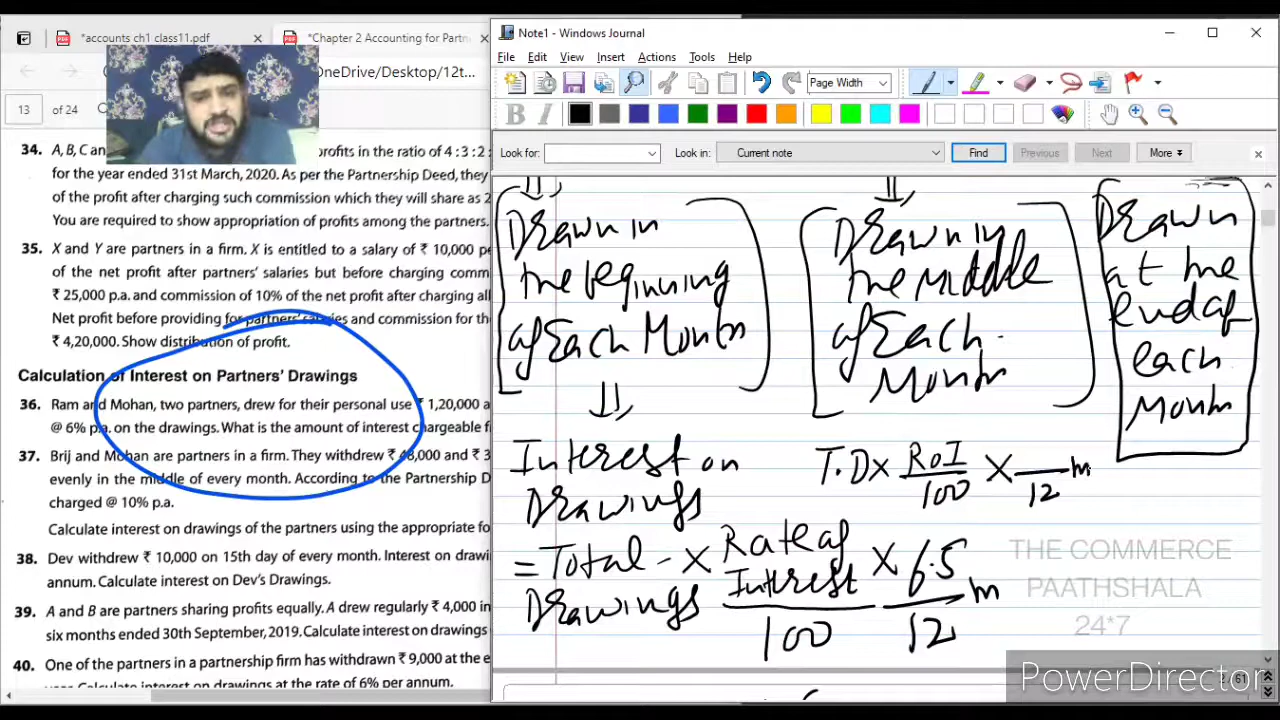 *accounts ch1 class11.pdf
*Chapter 2 Accounting for Partn
OneDrive/Desktop/12t...
13 of 24
34. A, B, C an profits in the ratio of 4 : 3 : 2 :
for the year ended 31st March, 2020. As per the Partnership Deed, they
of the profit after charging such commission which they will share as 2
You are required to show appropriation of profits among the partners.
35. X and Y are partners in a firm. X is entitled to a salary of ₹ 10,000 pe
of the net profit after partners' salaries but before charging comm
₹ 25,000 p.a. and commission of 10% of the net profit after charging all
Net profit before providing for partners' salaries and commission for the
₹ 4,20,000. Show distribution of profit.
Calculation of Interest on Partners' Drawings
36. Ram and Mohan, two partners, drew for their personal use ₹ 1,20,000 a
@ 6% p.a. on the drawings. What is the amount of interest chargeable fi
37. Brij and Mohan are partners in a firm. They withdrew ₹ 48,000 and ₹ 3
evenly in the middle of every month. According to the Partnership D
charged @ 10% p.a.
Calculate interest on drawings of the partners using the appropriate fo
38. Dev withdrew ₹ 10,000 on 15th day of every month. Interest on drawi
annum. Calculate interest on Dev's Drawings.
39. A and B are partners sharing profits equally. A drew regularly ₹ 4,000 in
six months ended 30th September, 2019. Calculate interest on drawings
40. One of the partners in a partnership firm has withdrawn ₹ 9,000 at the e
year. Calculate interest on drawings at the rate of 6% per annum.
Note1 - Windows Journal
File Edit View Insert Actions Tools Help
Page Width
B I
Look for: Look in: Current note Find Previous Next More
Drawn in
the beginning
of Each Month
Drawn in
the Middle
of Each
Month
Drawn
at the
end of
each
Month
Interest on
Drawings
= Total
Drawings × Rate of
Interest
100 × 6.5
12 m
T.D × RoI
100 × 
12 m
THE COMMERCE
PAATHSHALA
24*7
PowerDirector